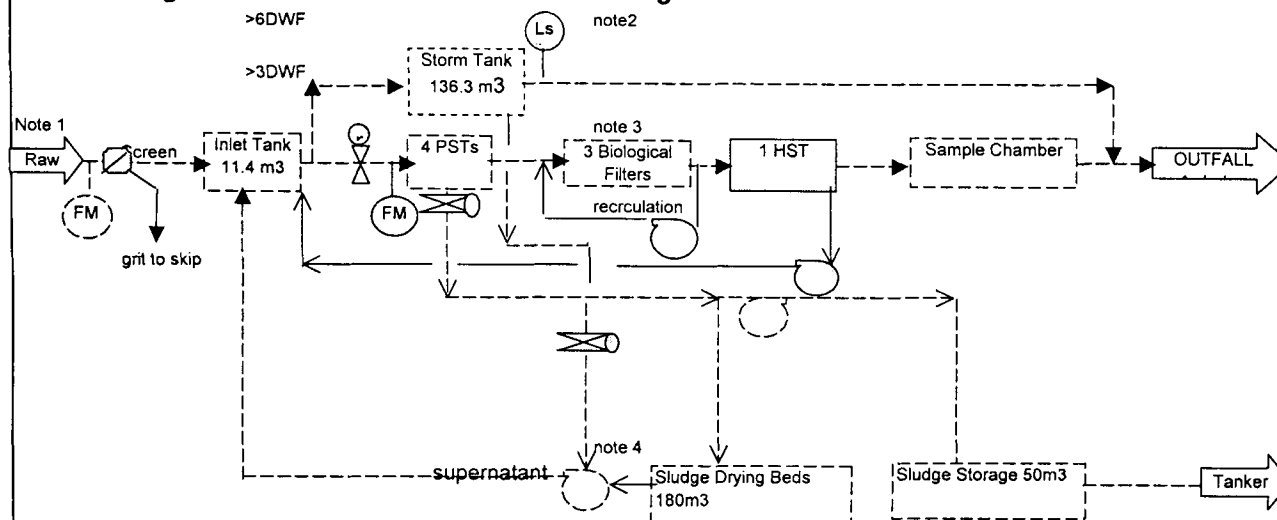 >6DWF
note2
Ls
>3DWF
Storm Tank
136.3 m3
Note 1
Raw
Screen
Inlet Tank
11.4 m3
4 PSTs
note 3
3 Biological
Filters
1 HST
Sample Chamber
OUTFALL
FM
FM
recrculation
grit to skip
note 4
supernatant
Sludge Drying Beds
180m3
Sludge Storage 50m3
Tanker